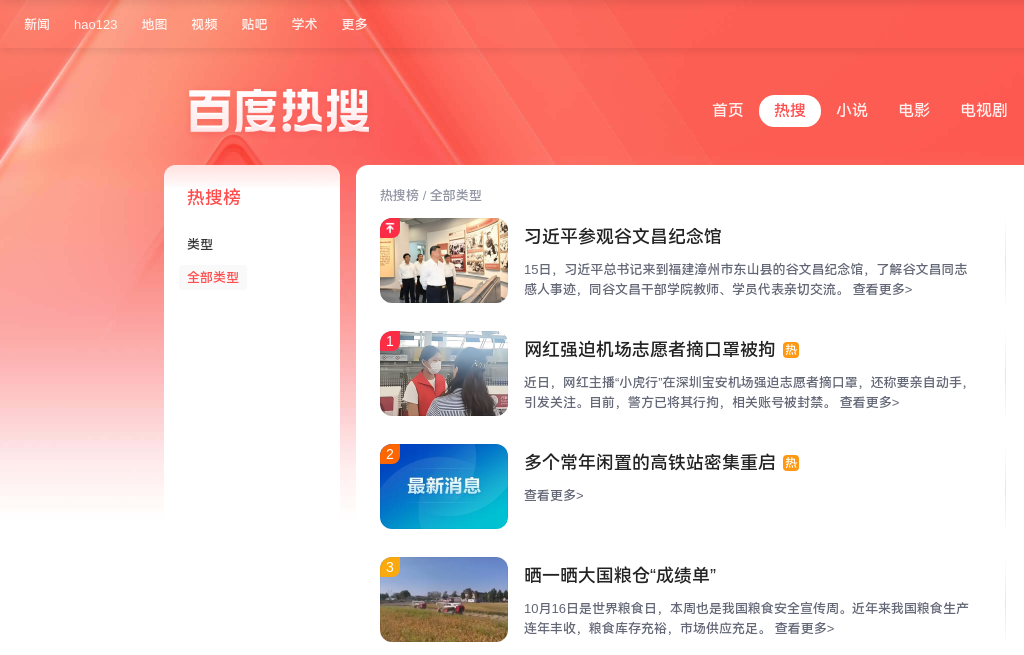 新闻 hao123 地图 视频 贴吧 学术 更多
百度热搜
首页 热搜 小说 电影 电视剧
热搜榜
类型
全部类型
热搜榜 / 全部类型
习近平参观谷文昌纪念馆
15日，习近平总书记来到福建漳州市东山县的谷文昌纪念馆，了解谷文昌同志
感人事迹，同谷文昌干部学院教师、学员代表亲切交流。 查看更多>
1
网红强迫机场志愿者摘口罩被拘 热
近日，网红主播“小虎行”在深圳宝安机场强迫志愿者摘口罩，还称要亲自动手，
引发关注。目前，警方已将其行拘，相关账号被封禁。 查看更多>
2
最新消息
多个常年闲置的高铁站密集重启 热
查看更多>
3
晒一晒大国粮仓“成绩单”
10月16日是世界粮食日，本周也是我国粮食安全宣传周。近年来我国粮食生产
连年丰收，粮食库存充裕，市场供应充足。 查看更多>